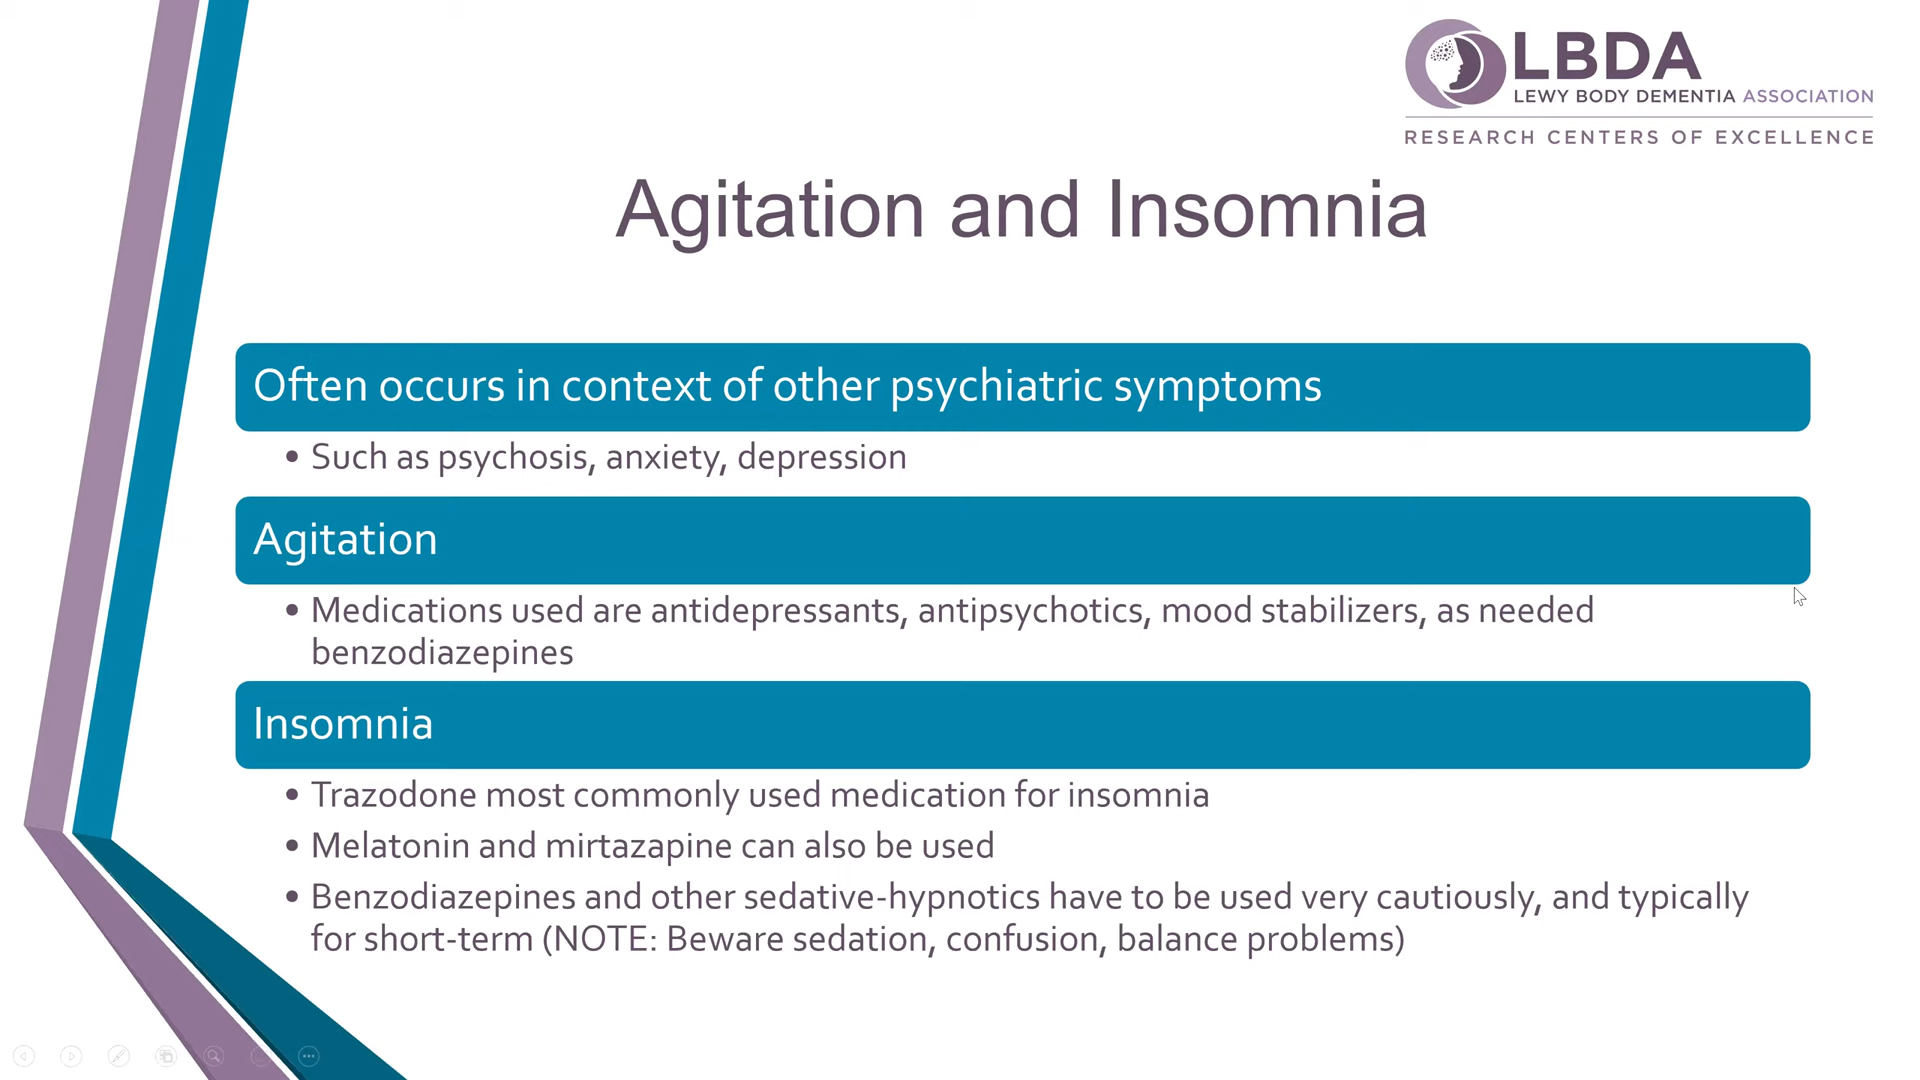 LBDA
LEWY BODY DEMENTIA ASSOCIATION
RESEARCH CENTERS OF EXCELLENCE
Agitation and Insomnia
Often occurs in context of other psychiatric symptoms
• Such as psychosis, anxiety, depression
Agitation
• Medications used are antidepressants, antipsychotics, mood stabilizers, as needed
benzodiazepines
Insomnia
• Trazodone most commonly used medication for insomnia
• Melatonin and mirtazapine can also be used
• Benzodiazepines and other sedative-hypnotics have to be used very cautiously, and typically
for short-term (NOTE: Beware sedation, confusion, balance problems)